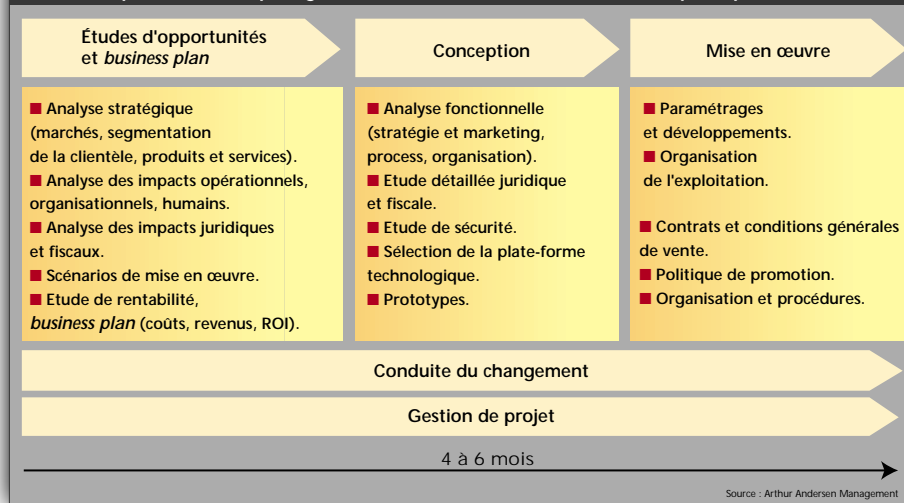 Études d'opportunités
et business plan
Conception
Mise en œuvre
■ Analyse stratégique
(marchés, segmentation
de la clientèle, produits et services).
■ Analyse des impacts opérationnels,
organisationnels, humains.
■ Analyse des impacts juridiques
et fiscaux.
■ Scénarios de mise en œuvre.
■ Etude de rentabilité,
business plan (coûts, revenus, ROI).
■ Analyse fonctionnelle
(stratégie et marketing,
process, organisation).
■ Etude détaillée juridique
et fiscale.
■ Etude de sécurité.
■ Sélection de la plate-forme
technologique.
■ Prototypes.
■ Paramétrages
et développements.
■ Organisation
de l'exploitation.
■ Contrats et conditions générales
de vente.
■ Politique de promotion.
■ Organisation et procédures.
Conduite du changement
Gestion de projet
4 à 6 mois
Source : Arthur Andersen Management